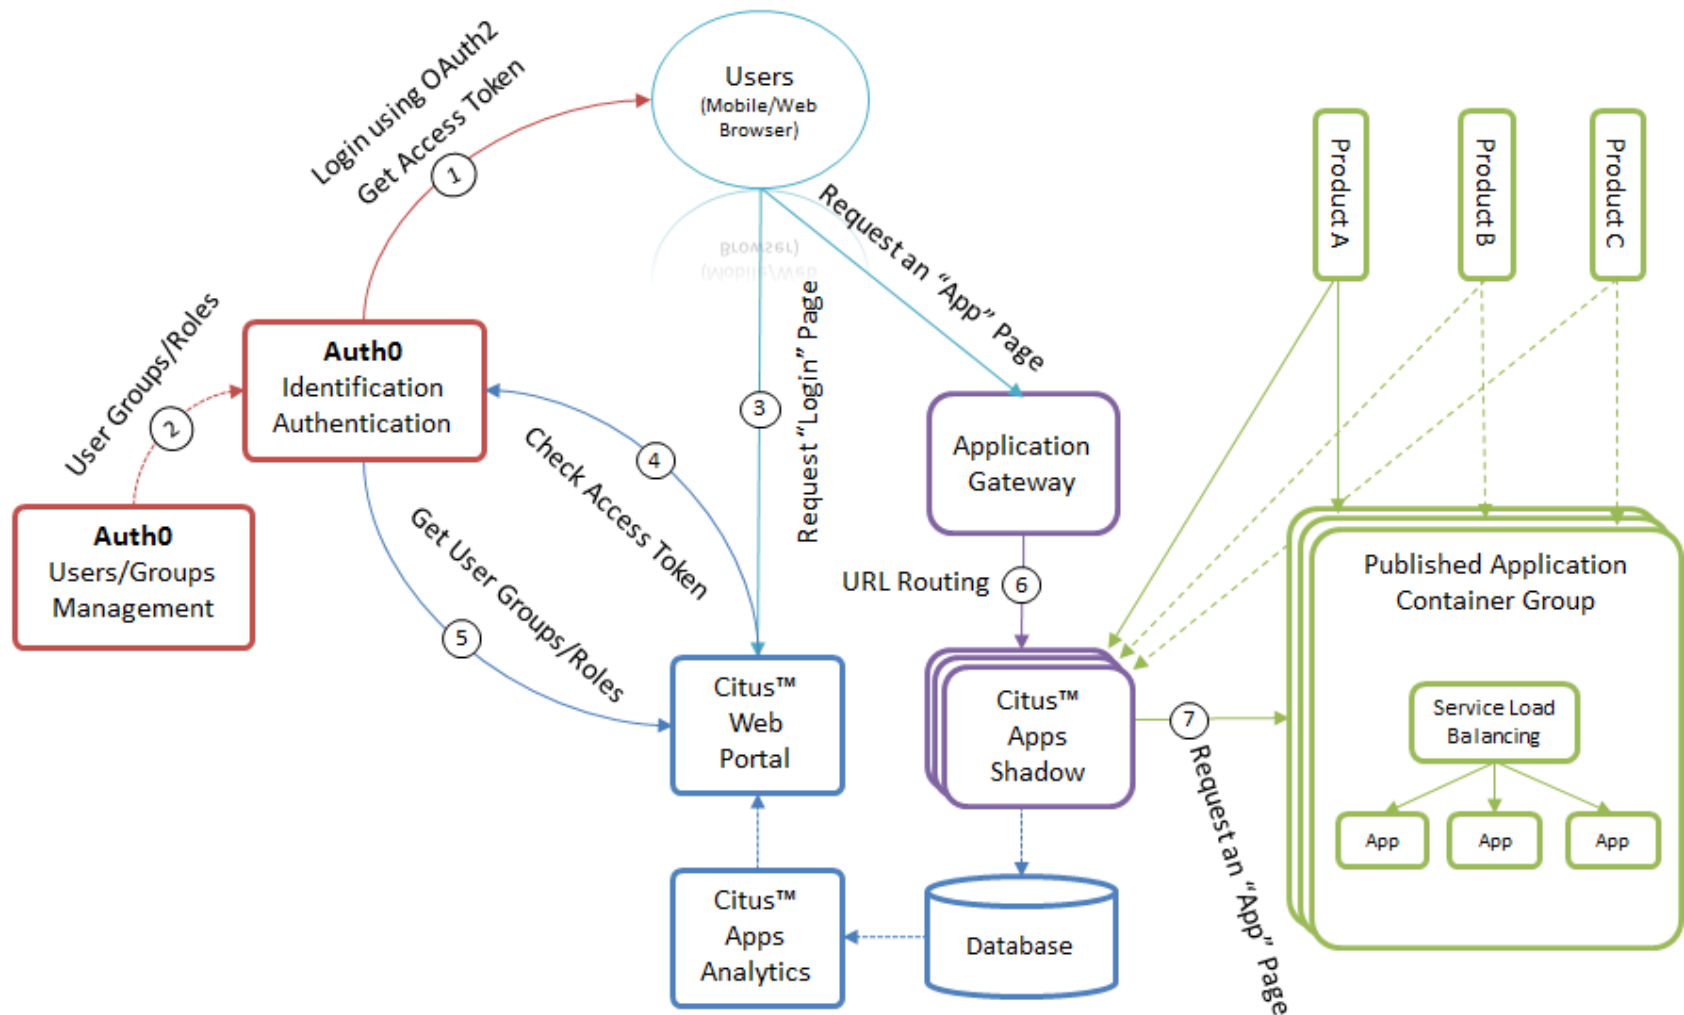 Login using OAuth2
Get Access Token
1
Users
(Mobile/Web
Browser)
Browser)
(Mobile/Web
Request an “App” Page
Product A
Product B
Product C
User Groups/Roles
2
Auth0
Identification
Authentication
3
Request “Login” Page
4
Check Access Token
Application
Gateway
Auth0
Users/Groups
Management
Get User Groups/Roles
5
URL Routing
6
Published Application
Container Group
Citus™
Web
Portal
Citus™
Apps
Shadow
7
Request an “App” Page
Service Load
Balancing
App
App
App
Citus™
Apps
Analytics
Database